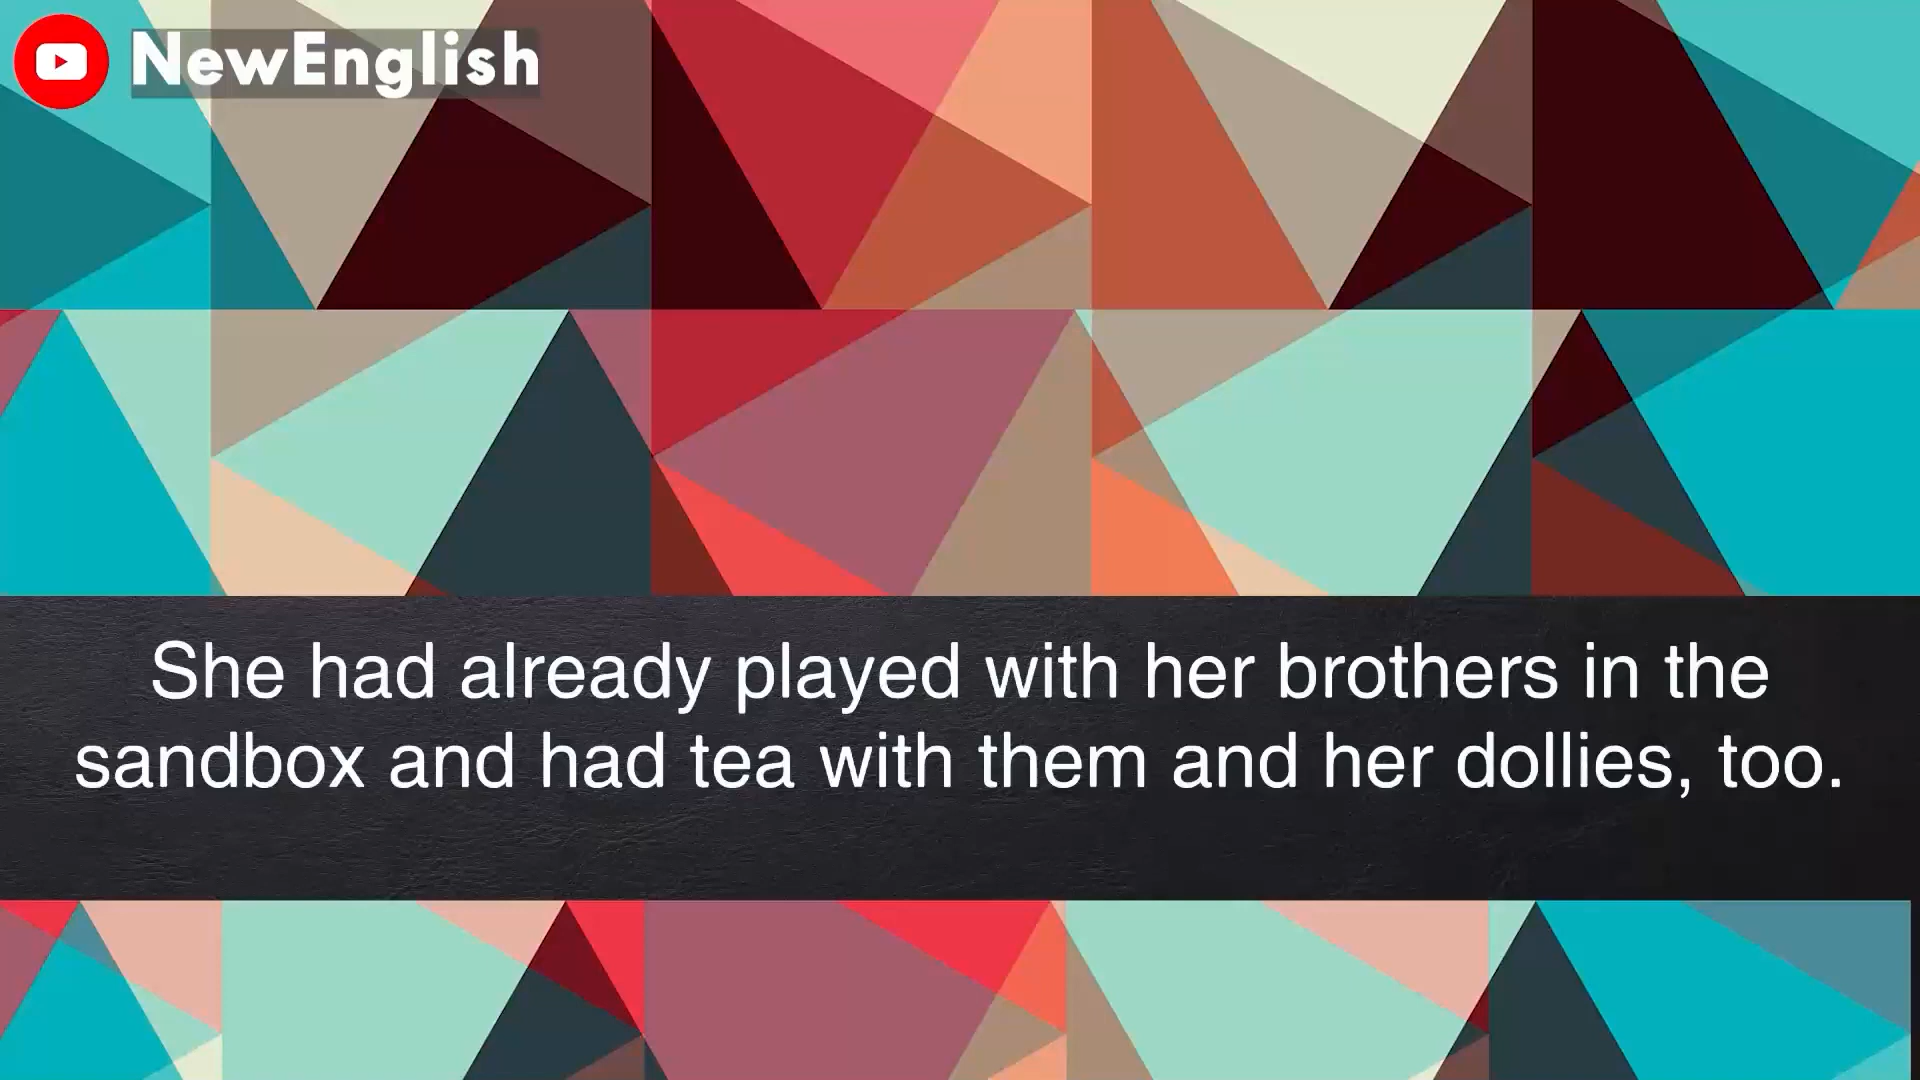 NewEnglish
She had already played with her brothers in the
sandbox and had tea with them and her dollies, too.